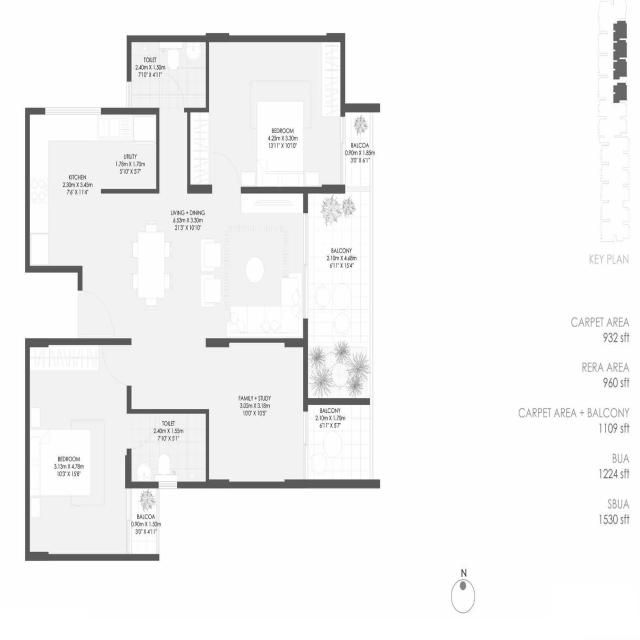 TOILET
2.40m X 1.50m
7'10" X 4'11"
BEDROOM
4.25m X 3.30m
13'11" X 10'10"
BALCOA
0.90m X 1.85m
3'0" X 6'1"
UTILITY
1.78m X 1.70m
5'10" X 5'7"
KITCHEN
2.30m X 3.45m
7'6" X 11'4"
LIVING + DINING
6.53m X 3.30m
21'5" X 10'10"
BALCONY
2.10m X 4.68m
6'11" X 15'4"
KEY PLAN
CARPET AREA
932 sft
RERA AREA
960 sft
CARPET AREA + BALCONY
1109 sft
BUA
1224 sft
SBUA
1530 sft
FAMILY + STUDY
3.05m X 3.18m
10'0" X 10'5"
BALCONY
2.10m X 1.70m
6'11" X 5'7"
TOILET
2.40m X 1.55m
7'10" X 5'1"
BEDROOM
3.13m X 4.78m
10'3" X 15'8"
BALCOA
0.90m X 1.50m
3'0" X 4'11"
N